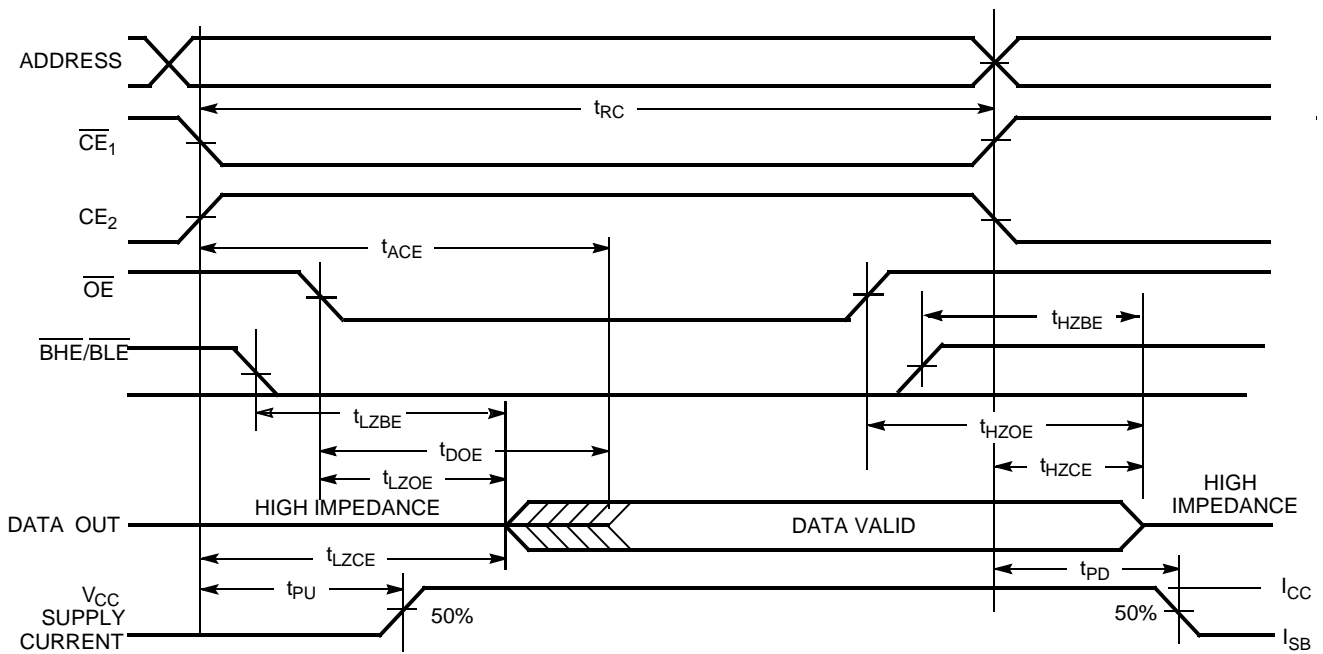 ADDRESS
tRC
CE1
CE2
tACE
OE
tHZBE
BHE/BLE
tLZBE
tHZOE
tDOE
tHZCE
tLZOE
HIGH IMPEDANCE
HIGH
IMPEDANCE
DATA OUT
DATA VALID
tLZCE
tPU
tPD
VCC
SUPPLY
CURRENT
50%
50%
ICC
ISB